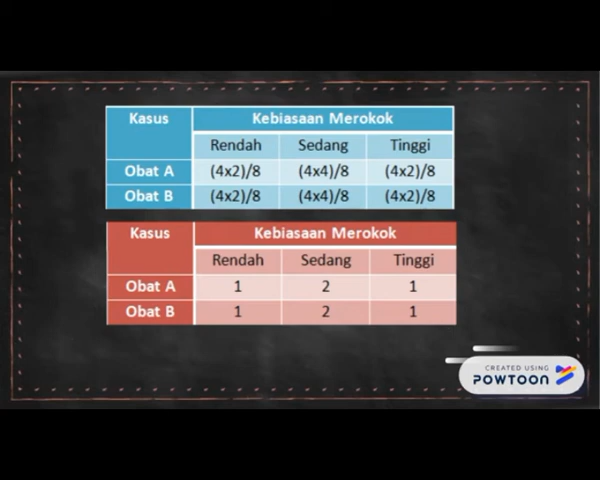 Kasus Kebiasaan Merokok
Rendah Sedang Tinggi
Obat A (4x2)/8 (4x4)/8 (4x2)/8
Obat B (4x2)/8 (4x4)/8 (4x2)/8
Kasus Kebiasaan Merokok
Rendah Sedang Tinggi
Obat A 1 2 1
Obat B 1 2 1
CREATED USING
POWTOON